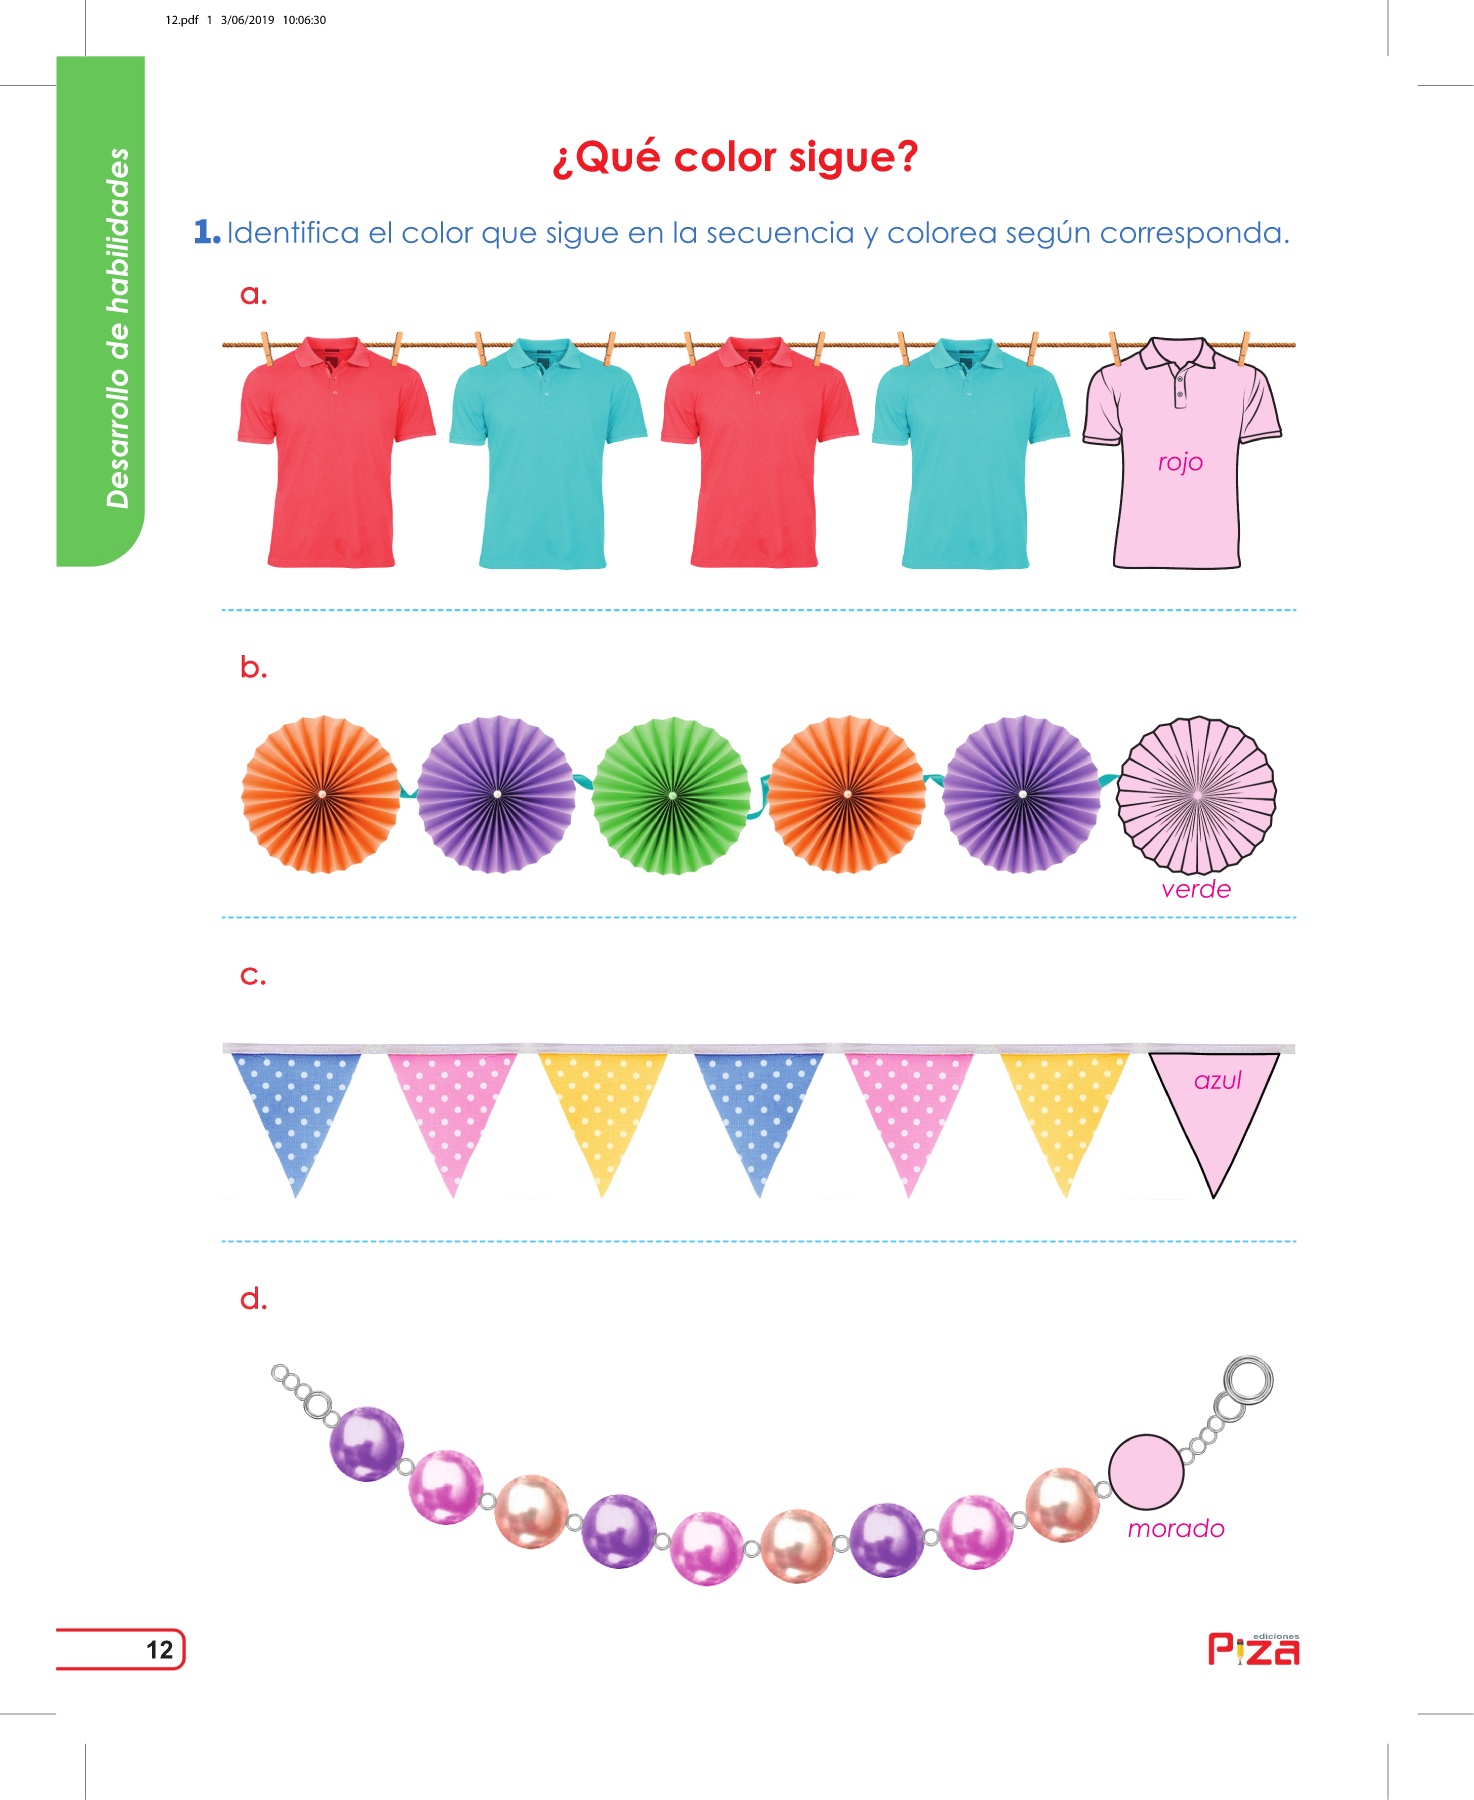 12.pdf 1 3/06/2019 10:06:30
Desarrollo de habilidades
¿Qué color sigue?
1. Identifica el color que sigue en la secuencia y colorea según corresponda.
a.
rojo
b.
verde
c.
azul
d.
morado
12
ediciones
Piza